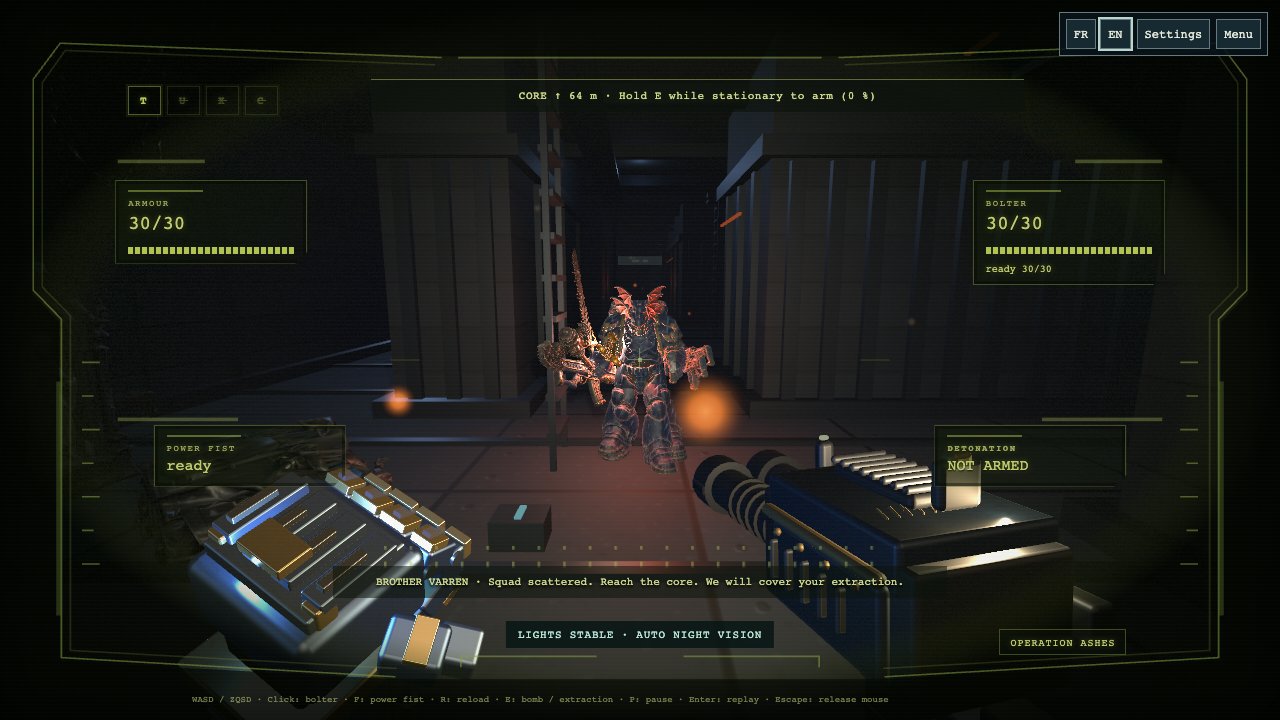 FR EN Settings Menu
CORE ↑ 64 m · Hold E while stationary to arm (0 %)
T U X C
ARMOUR
30/30
BOLTER
30/30
ready 30/30
POWER FIST
ready
DETONATION
NOT ARMED
BROTHER VARREN · Squad scattered. Reach the core. We will cover your extraction.
LIGHTS STABLE · AUTO NIGHT VISION
OPERATION ASHES
WASD / ZQSD · Click: bolter · F: power fist · R: reload · E: bomb / extraction · P: pause · Enter: replay · Escape: release mouse